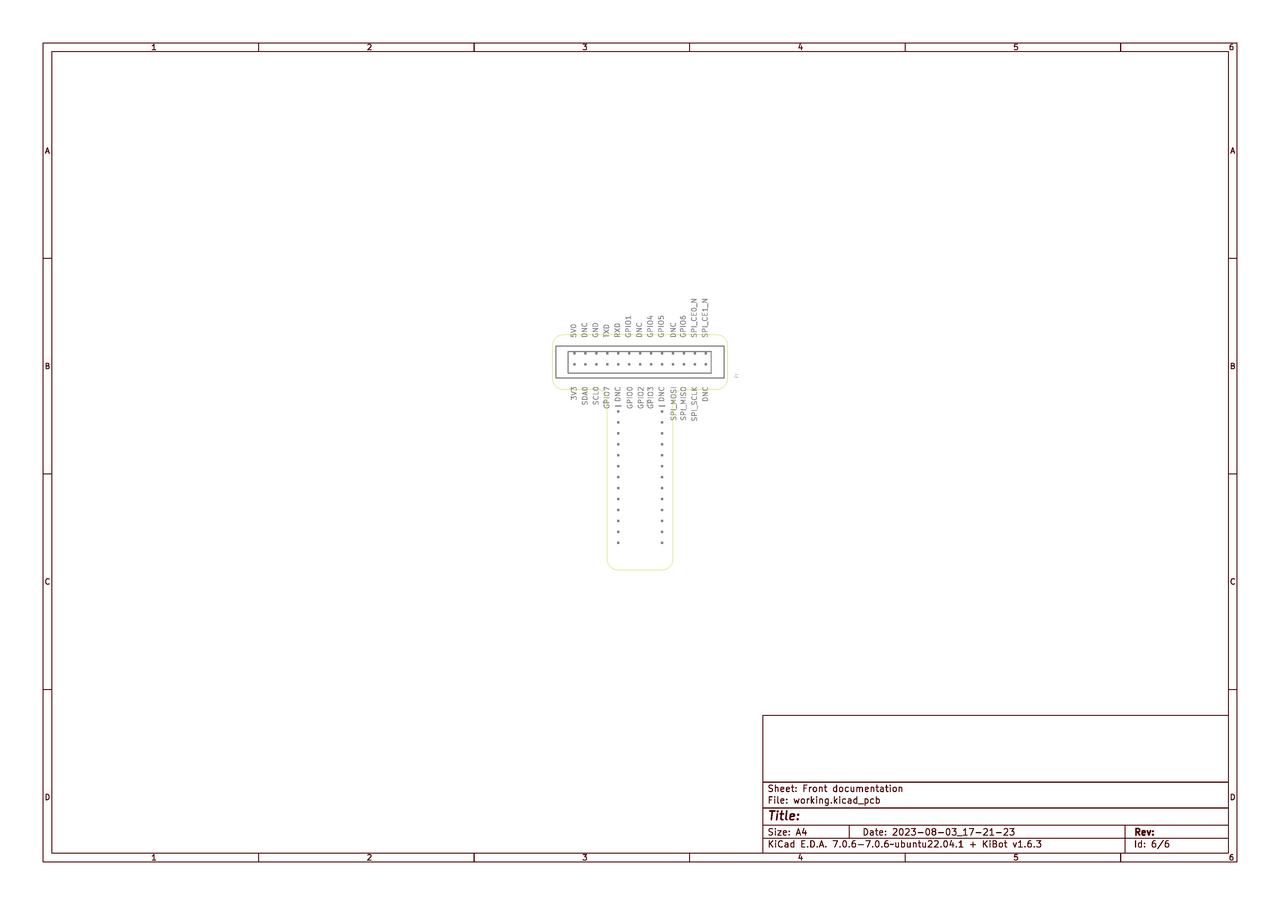 1 2 3 4 5 6
A A
5V0 DNC GND TXD RXD GPIO1 DNC GPIO4 GPIO5 DNC GPIO6 SPI_CE0_N SPI_CE1_N
B B
3V3 SDA0 SCL0 GPIO7 DNC GPIO0 GPIO2 GPIO3 DNC SPI_MOSI SPI_MISO SPI_SCLK DNC
C C
D D
Sheet: Front documentation
File: working.kicad_pcb
Title:
Size: A4 Date: 2023-08-03_17-21-23 Rev:
KiCad E.D.A. 7.0.6-7.0.6~ubuntu22.04.1 + KiBot v1.6.3 Id: 6/6
1 2 3 4 5 6